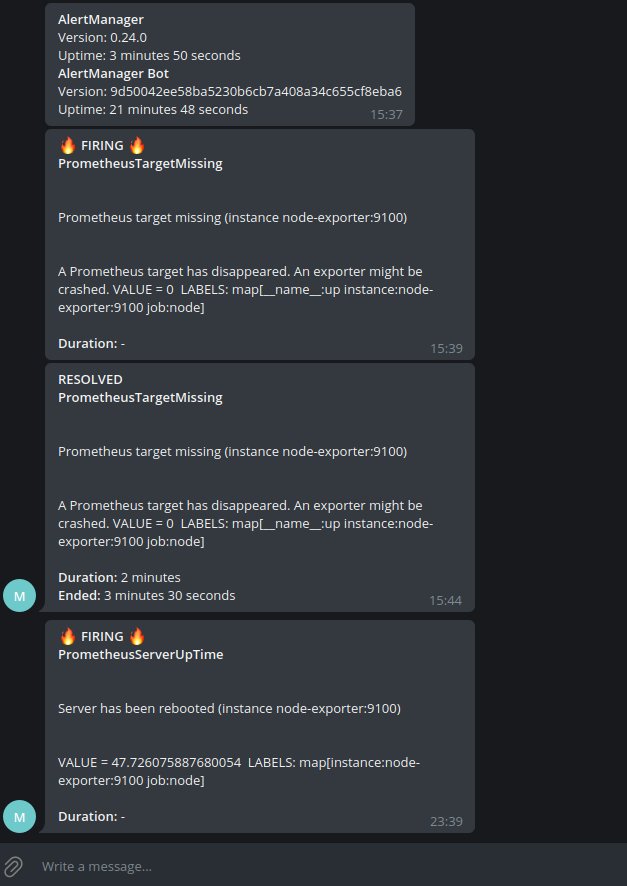 AlertManager
Version: 0.24.0
Uptime: 3 minutes 50 seconds
AlertManager Bot
Version: 9d50042ee58ba5230b6cb7a408a34c655cf8eba6
Uptime: 21 minutes 48 seconds
15:37
🔥 FIRING 🔥
PrometheusTargetMissing
Prometheus target missing (instance node-exporter:9100)
A Prometheus target has disappeared. An exporter might be
crashed. VALUE = 0  LABELS: map[__name__:up instance:node-
exporter:9100 job:node]
Duration: -
15:39
RESOLVED
PrometheusTargetMissing
Prometheus target missing (instance node-exporter:9100)
A Prometheus target has disappeared. An exporter might be
crashed. VALUE = 0  LABELS: map[__name__:up instance:node-
exporter:9100 job:node]
Duration: 2 minutes
Ended: 3 minutes 30 seconds
M
15:44
🔥 FIRING 🔥
PrometheusServerUpTime
Server has been rebooted (instance node-exporter:9100)
VALUE = 47.726075887680054  LABELS: map[instance:node-
exporter:9100 job:node]
Duration: -
M
23:39
Write a message...